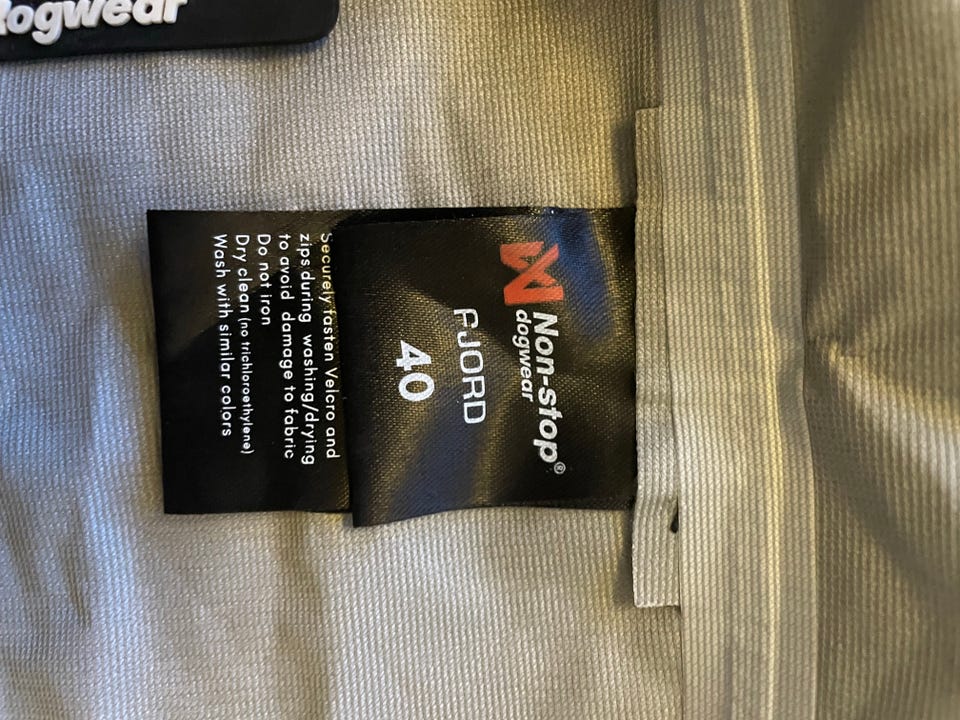 dogwear
Non-stop®
dogwear
FJORD
40
Securely fasten Velcro and
zips during washing/drying
to avoid damage to fabric
Do not iron
Dry clean (no trichloroethylene)
Wash with similar colors